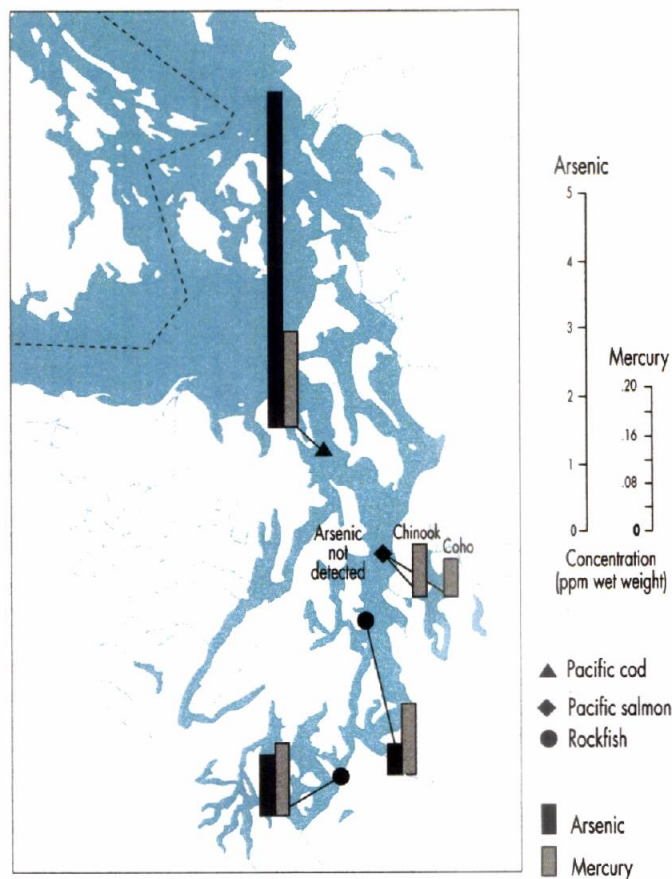 Arsenic
5
4
3
2
1
0
Mercury
.20
.16
.08
0
Concentration
(ppm wet weight)
Arsenic
not
detected
Chinook
Coho
Pacific cod
Pacific salmon
Rockfish
Arsenic
Mercury